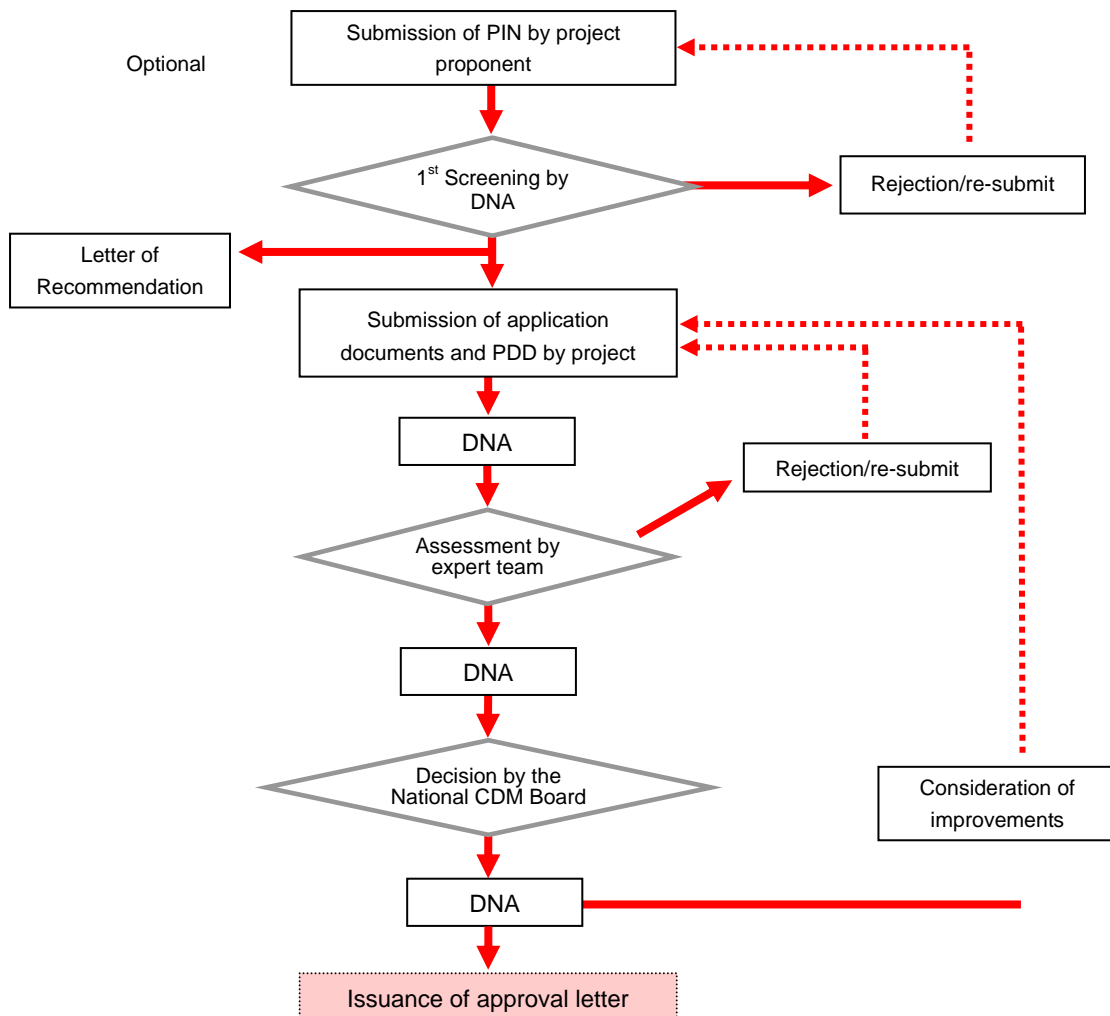 Submission of PIN by project
proponent
Optional
1st Screening by
DNA
Rejection/re-submit
Letter of
Recommendation
Submission of application
documents and PDD by project
DNA
Rejection/re-submit
Assessment by
expert team
DNA
Decision by the
National CDM Board
Consideration of
improvements
DNA
Issuance of approval letter